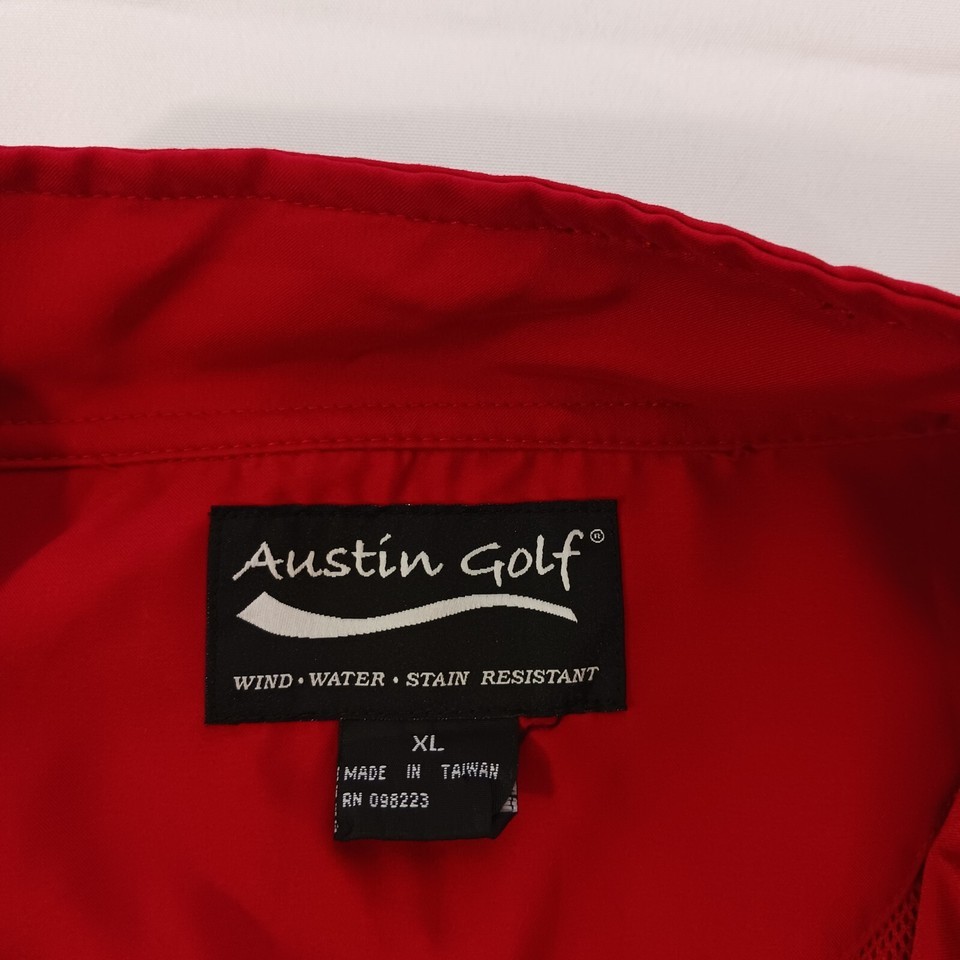 Austin Golf®
WIND • WATER • STAIN RESISTANT
XL
MADE IN TAIWAN
RN 098223